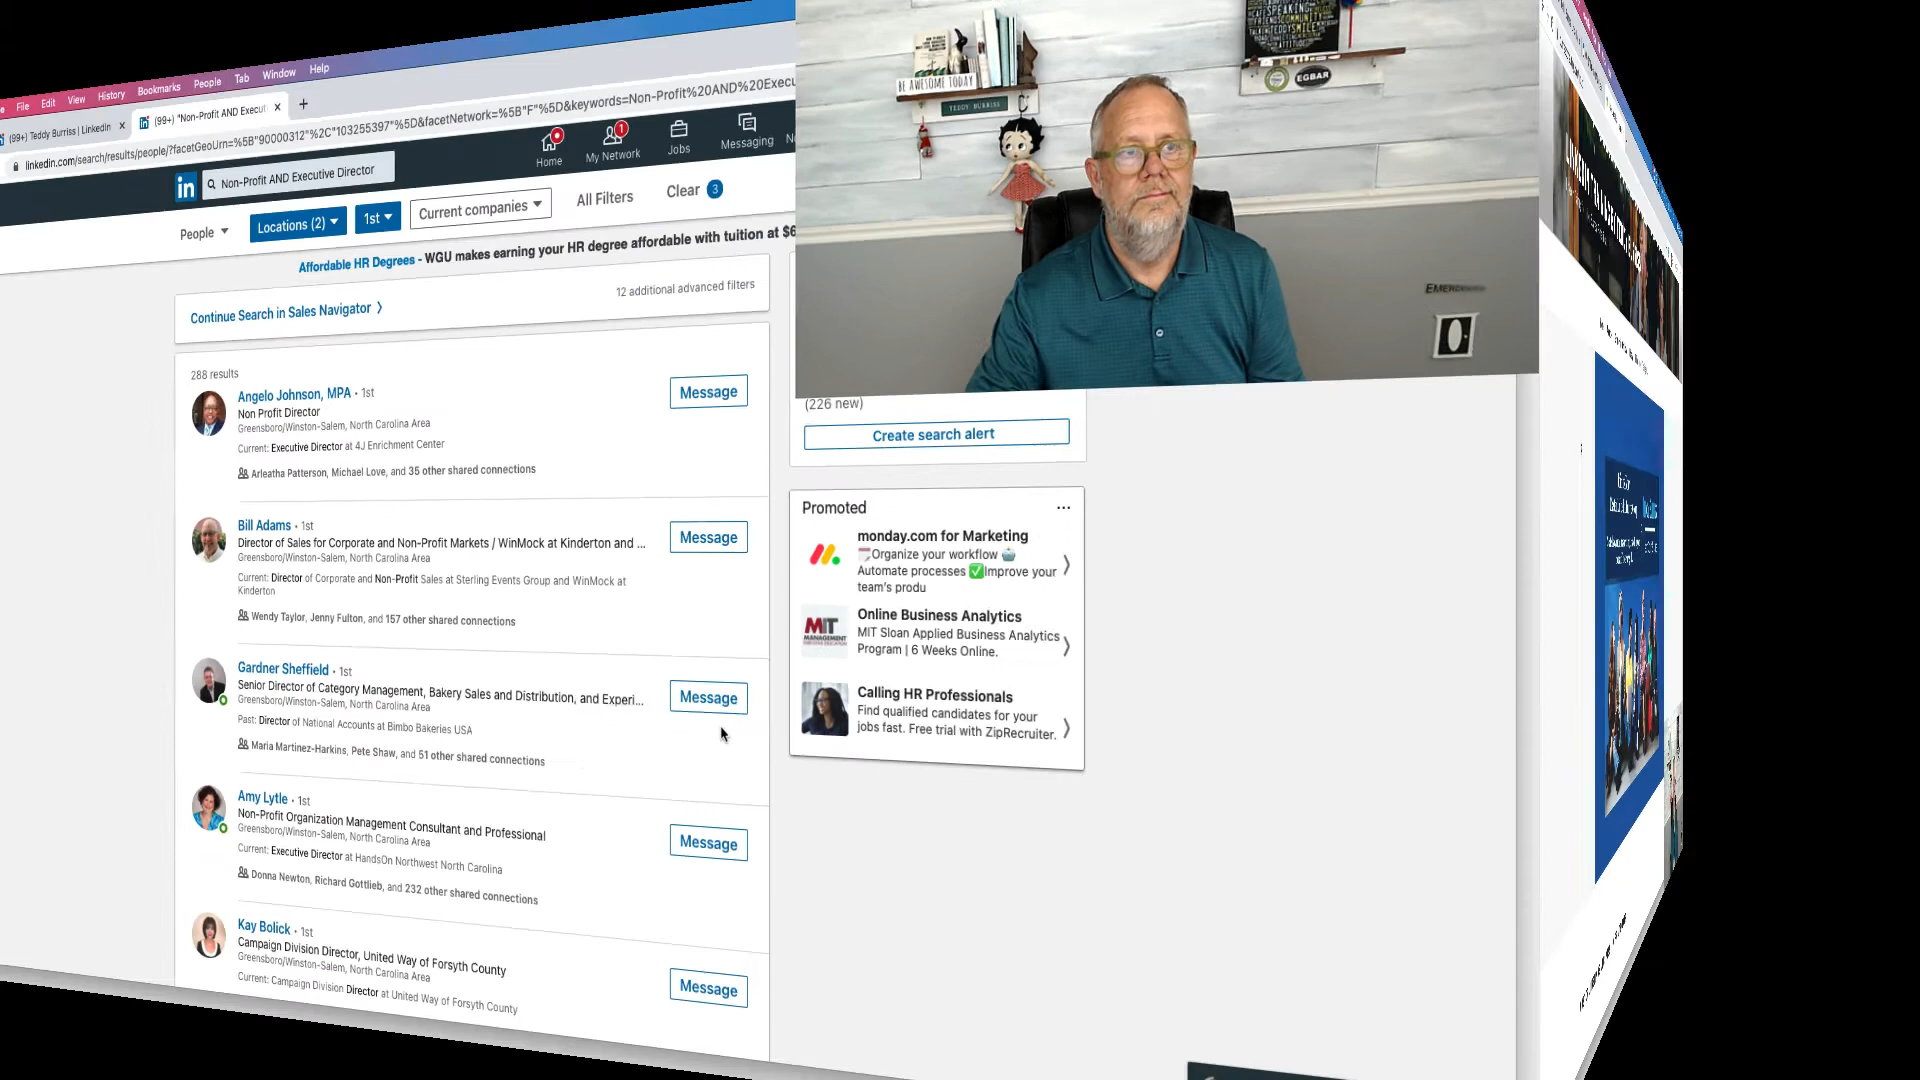 File Edit View History Bookmarks People Tab Window Help
(99+) Teddy Burriss | LinkedIn
(99+) "Non-Profit AND Execut
linkedin.com/search/results/people/?facetGeoUrn=%5B"90000312"%2C"103255397"%5D&facetNetwork=%5B"F"%5D&keywords=Non-Profit%20AND%20Execu
in
Non-Profit AND Executive Director
Home
My Network
1
Jobs
Messaging
People
Locations (2)
1st
Current companies
All Filters
Clear 3
Affordable HR Degrees - WGU makes earning your HR degree affordable with tuition at $6
Continue Search in Sales Navigator
12 additional advanced filters
288 results
Angelo Johnson, MPA • 1st
Non Profit Director
Greensboro/Winston-Salem, North Carolina Area
Current: Executive Director at 4J Enrichment Center
Arleatha Patterson, Michael Love, and 35 other shared connections
Message
Bill Adams • 1st
Director of Sales for Corporate and Non-Profit Markets / WinMock at Kinderton and ...
Greensboro/Winston-Salem, North Carolina Area
Current: Director of Corporate and Non-Profit Sales at Sterling Events Group and WinMock at
Kinderton
Wendy Taylor, Jenny Fulton, and 157 other shared connections
Message
Gardner Sheffield • 1st
Senior Director of Category Management, Bakery Sales and Distribution, and Experi...
Greensboro/Winston-Salem, North Carolina Area
Past: Director of National Accounts at Bimbo Bakeries USA
Maria Martinez-Harkins, Pete Shaw, and 51 other shared connections
Message
Amy Lytle • 1st
Non-Profit Organization Management Consultant and Professional
Greensboro/Winston-Salem, North Carolina Area
Current: Executive Director at HandsOn Northwest North Carolina
Donna Newton, Richard Gottlieb, and 232 other shared connections
Message
Kay Bolick • 1st
Campaign Division Director, United Way of Forsyth County
Greensboro/Winston-Salem, North Carolina Area
Current: Campaign Division Director at United Way of Forsyth County
Message
(226 new)
Create search alert
Promoted
...
monday.com for Marketing
Organize your workflow
Automate processes ✅Improve your
team's produ
MIT
MANAGEMENT
Online Business Analytics
MIT Sloan Applied Business Analytics
Program | 6 Weeks Online.
Calling HR Professionals
Find qualified candidates for your
jobs fast. Free trial with ZipRecruiter.
BE AWESOME TODAY
TEDDY BURRISS
SPEAKING
COMMUNITY
SMILE
ATTITUDE
EGBAR